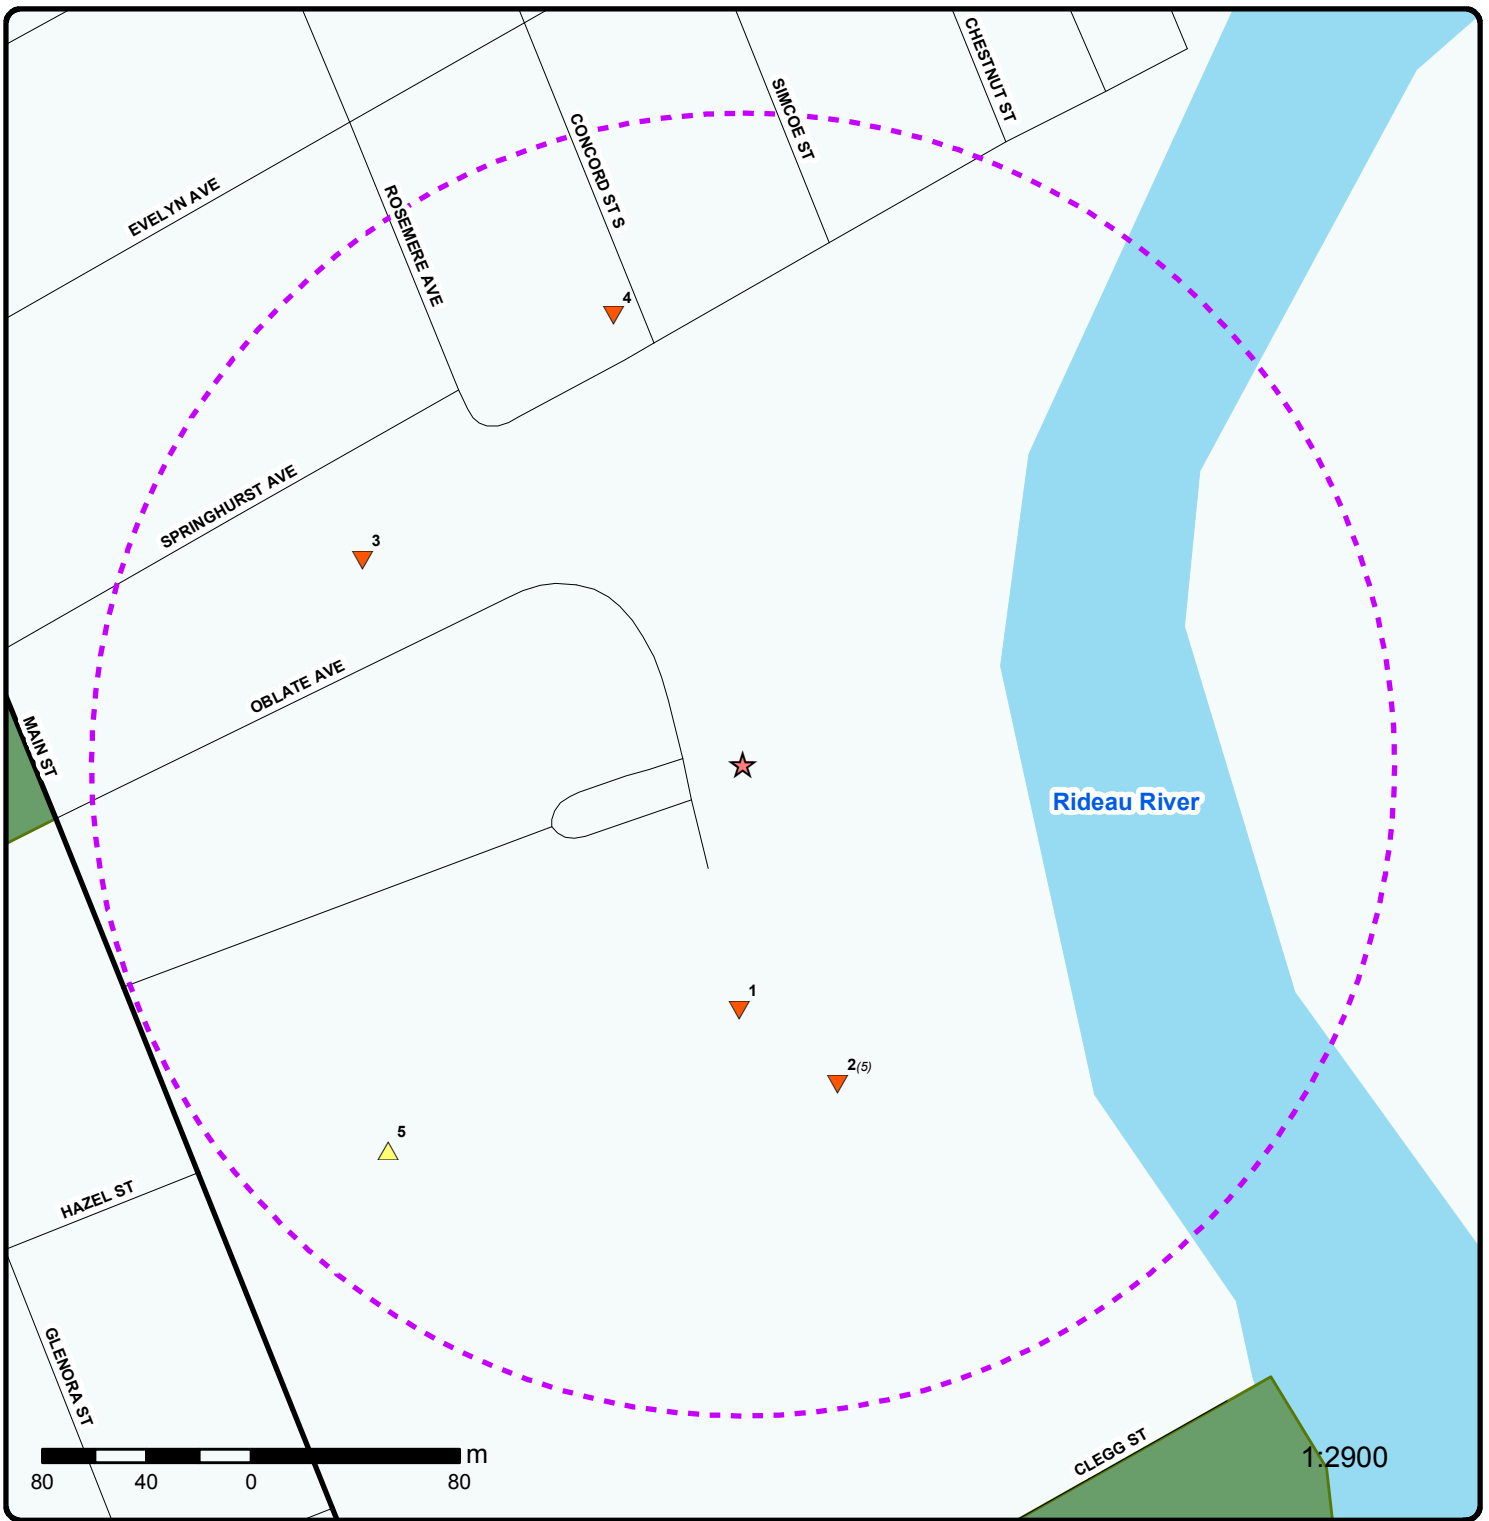 CHESTNUT ST
SIMCOE ST
CONCORD ST S
EVELYN AVE
ROSEMERE AVE
4
SPRINGHURST AVE
3
OBLATE AVE
MAIN ST
Rideau River
1
2(5)
5
HAZEL ST
GLENORA ST
CLEGG ST
m
1:2900
80 40 0 80